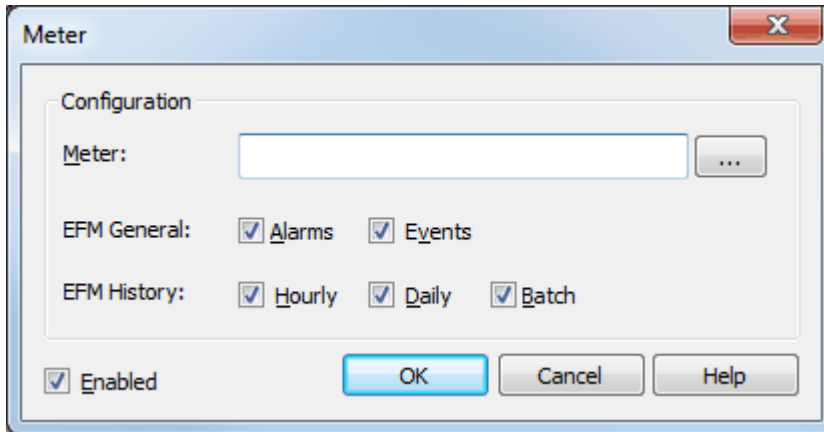 Meter
Configuration
Meter: ...
EFM General: Alarms Events
EFM History: Hourly Daily Batch
Enabled OK Cancel Help